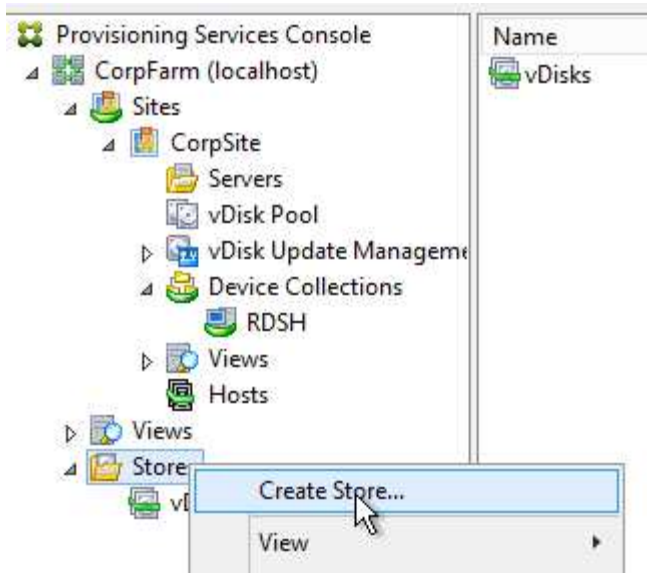 Provisioning Services Console
CorpFarm (localhost)
Sites
CorpSite
Servers
vDisk Pool
vDisk Update Manageme
Device Collections
RDSH
Views
Hosts
Views
Store
Create Store...
View
Name
vDisks